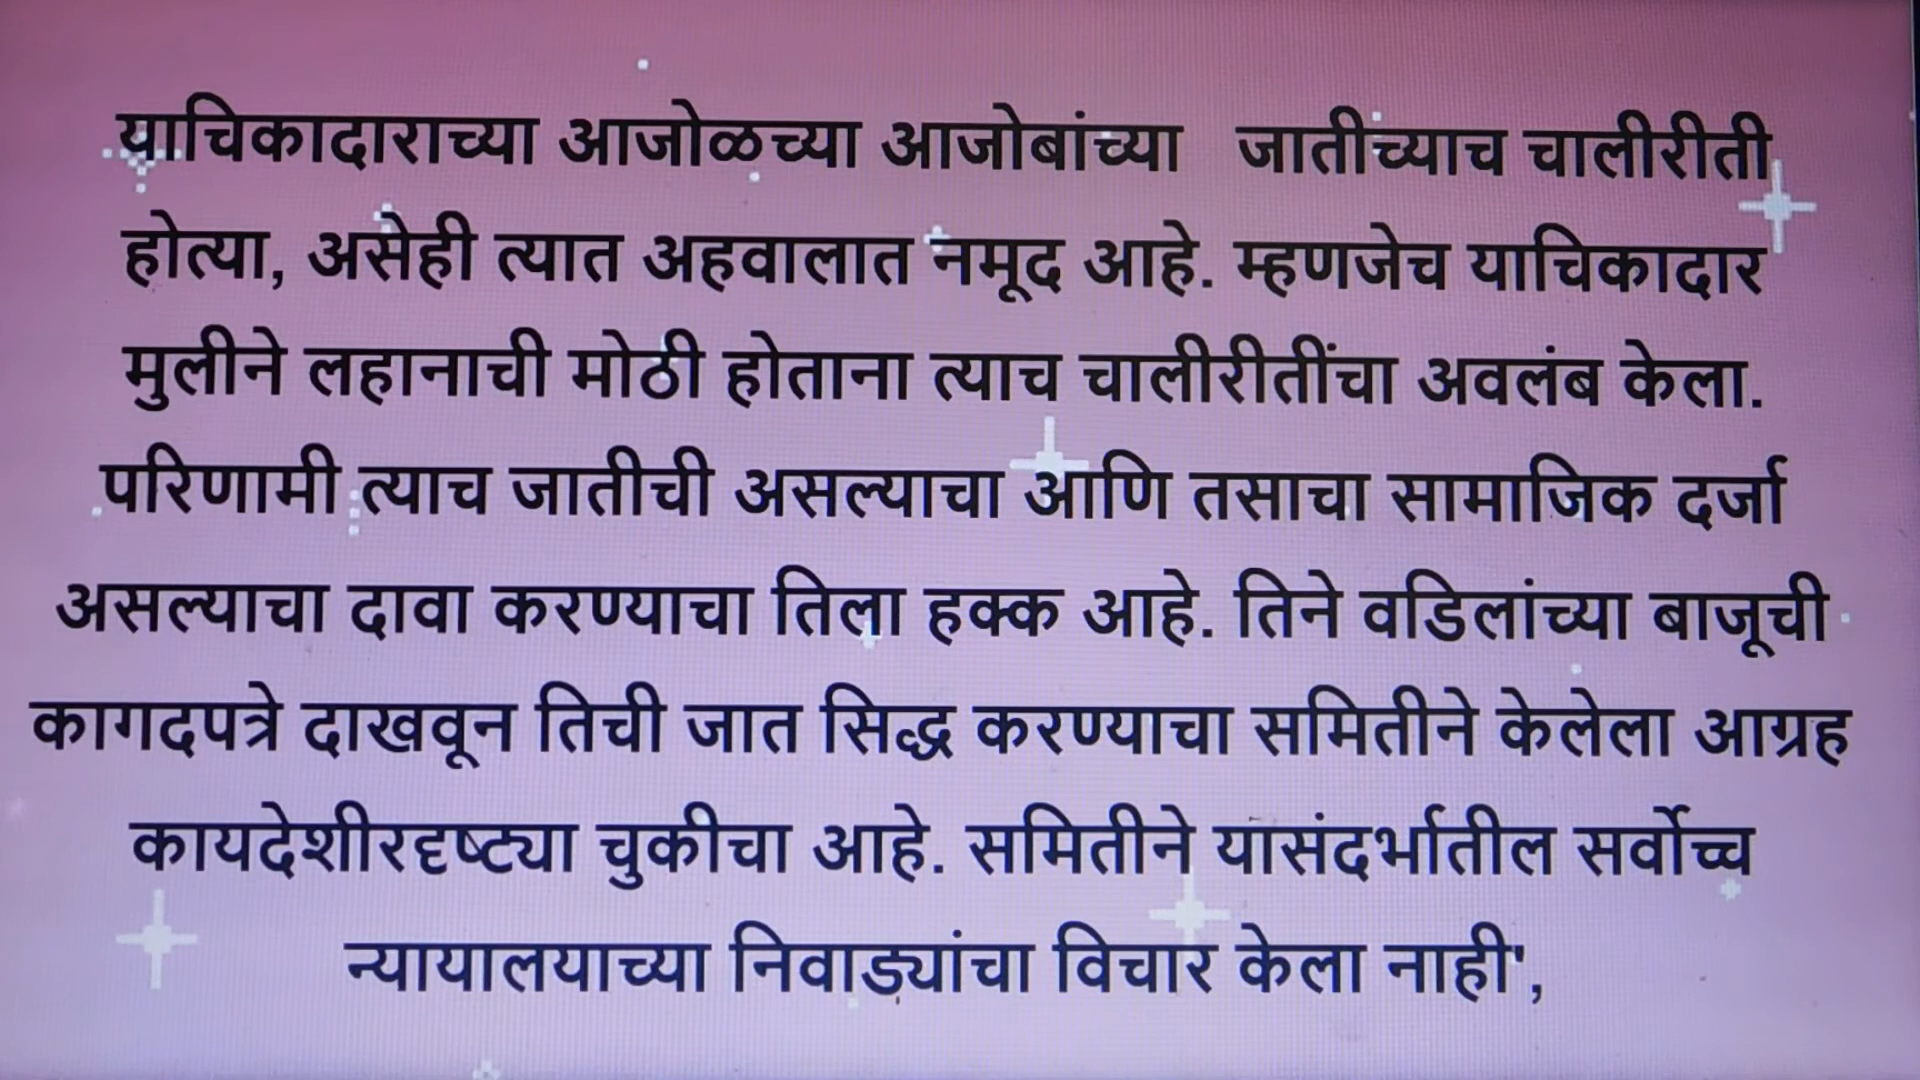 याचिकादाराच्या आजोळच्या आजोबांच्या जातीच्याच चालीरीती
होत्या, असेही त्यात अहवालात नमूद आहे. म्हणजेच याचिकादार
मुलीने लहानाची मोठी होताना त्याच चालीरीतींचा अवलंब केला.
परिणामी त्याच जातीची असल्याचा आणि तसाचा सामाजिक दर्जा
असल्याचा दावा करण्याचा तिला हक्क आहे. तिने वडिलांच्या बाजूची
कागदपत्रे दाखवून तिची जात सिद्ध करण्याचा समितीने केलेला आग्रह
कायदेशीरदृष्ट्या चुकीचा आहे. समितीने यासंदर्भातील सर्वोच्च
न्यायालयाच्या निवाड्यांचा विचार केला नाही',